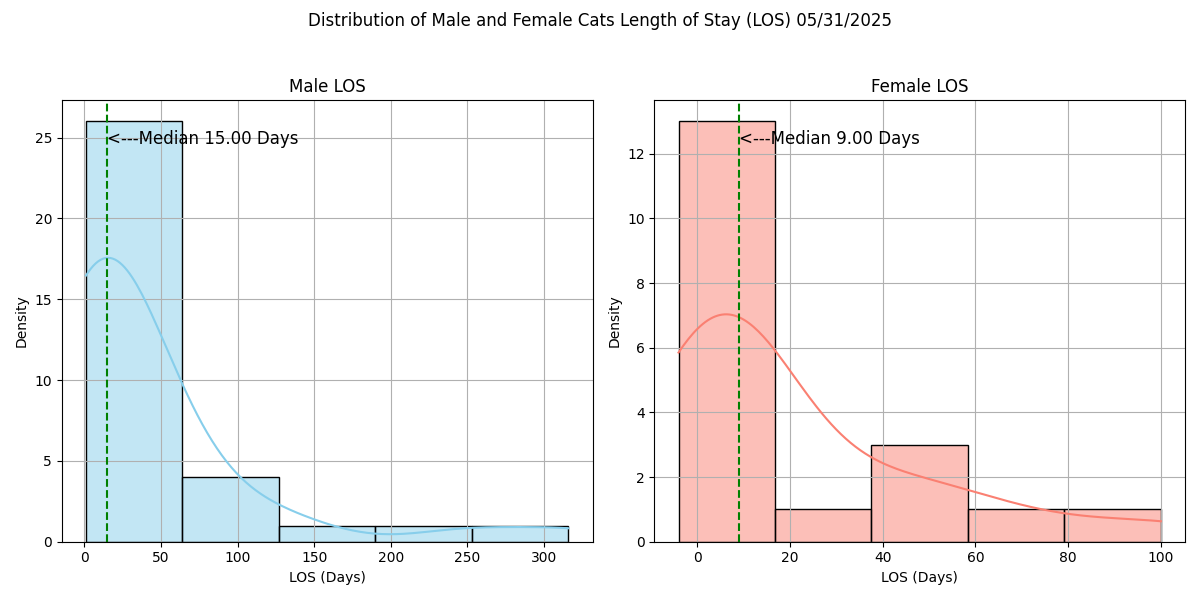 Distribution of Male and Female Cats Length of Stay (LOS) 05/31/2025
Male LOS
Density
25
20
15
10
5
0
<---Median 15.00 Days
0 50 100 150 200 250 300
LOS (Days)
Female LOS
Density
12
10
8
6
4
2
0
<---Median 9.00 Days
0 20 40 60 80 100
LOS (Days)